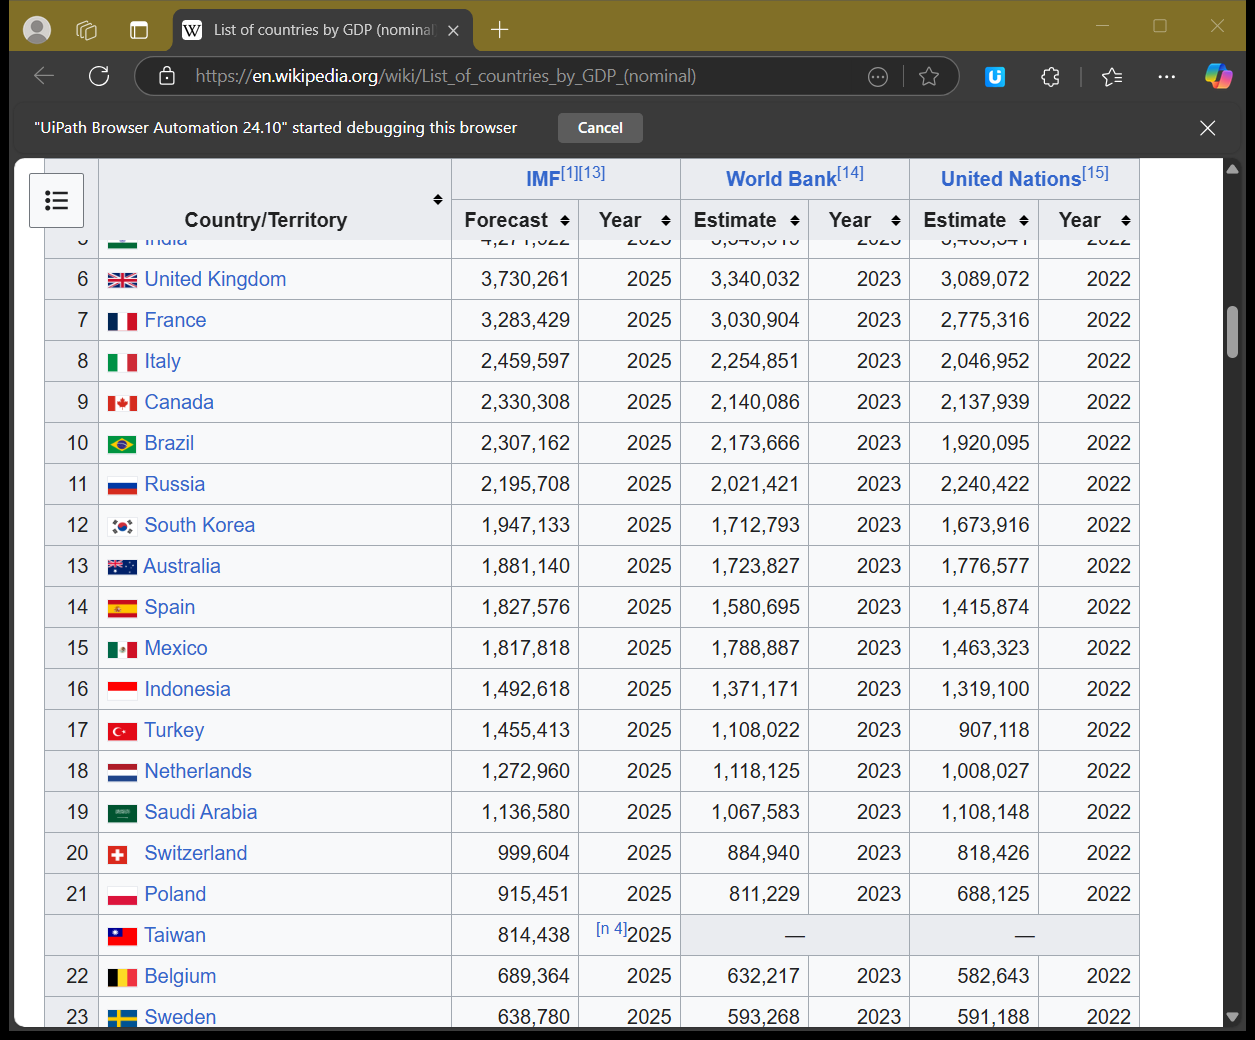 List of countries by GDP (nomina
https://en.wikipedia.org/wiki/List_of_countries_by_GDP_(nominal)
"UiPath Browser Automation 24.10" started debugging this browser Cancel
IMF[1][13] World Bank[14] United Nations[15]
Country/Territory Forecast Year Estimate Year Estimate Year
India 2025 2023 2022
6 United Kingdom 3,730,261 2025 3,340,032 2023 3,089,072 2022
7 France 3,283,429 2025 3,030,904 2023 2,775,316 2022
8 Italy 2,459,597 2025 2,254,851 2023 2,046,952 2022
9 Canada 2,330,308 2025 2,140,086 2023 2,137,939 2022
10 Brazil 2,307,162 2025 2,173,666 2023 1,920,095 2022
11 Russia 2,195,708 2025 2,021,421 2023 2,240,422 2022
12 South Korea 1,947,133 2025 1,712,793 2023 1,673,916 2022
13 Australia 1,881,140 2025 1,723,827 2023 1,776,577 2022
14 Spain 1,827,576 2025 1,580,695 2023 1,415,874 2022
15 Mexico 1,817,818 2025 1,788,887 2023 1,463,323 2022
16 Indonesia 1,492,618 2025 1,371,171 2023 1,319,100 2022
17 Turkey 1,455,413 2025 1,108,022 2023 907,118 2022
18 Netherlands 1,272,960 2025 1,118,125 2023 1,008,027 2022
19 Saudi Arabia 1,136,580 2025 1,067,583 2023 1,108,148 2022
20 Switzerland 999,604 2025 884,940 2023 818,426 2022
21 Poland 915,451 2025 811,229 2023 688,125 2022
Taiwan 814,438 [n 4]2025 — —
22 Belgium 689,364 2025 632,217 2023 582,643 2022
23 Sweden 638,780 2025 593,268 2023 591,188 2022